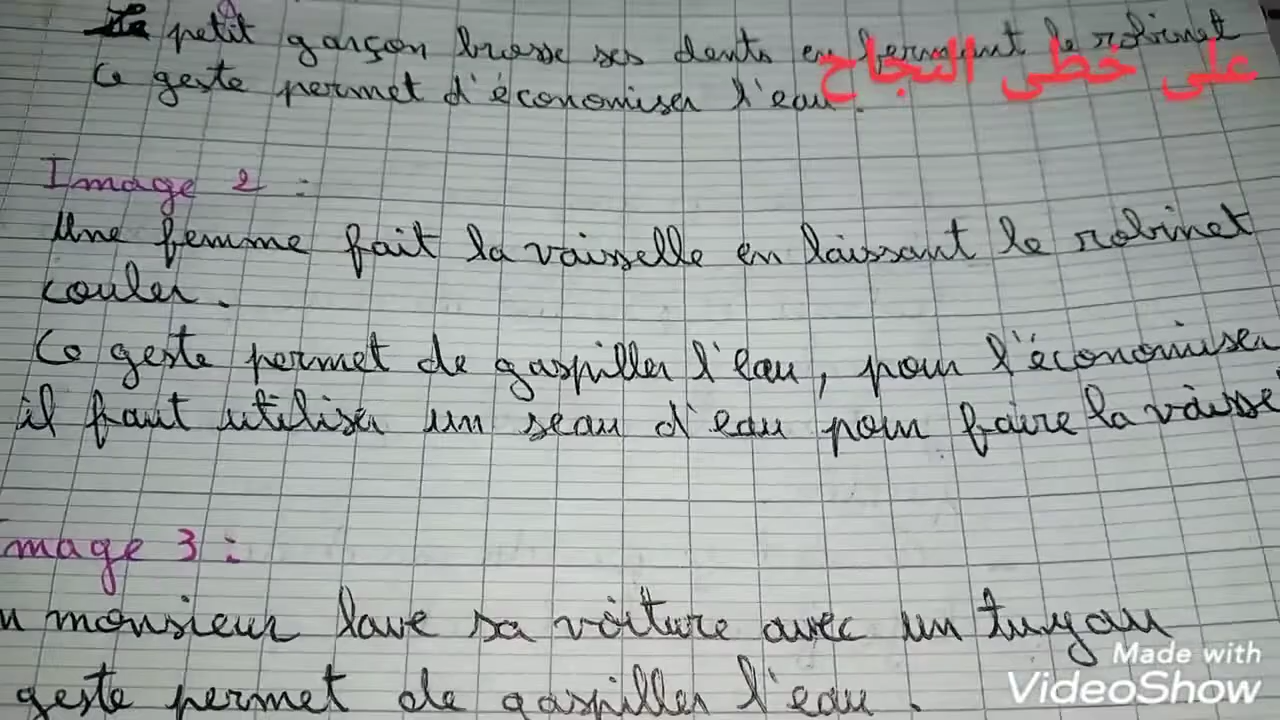 petit garçon brosse ses dents en fermant le robinet
على خطى النجاح
Ce geste permet d'économiser l'eau.
Image 2 :
Une femme fait la vaisselle en laissant le robinet
couler.
Ce geste permet de gaspiller l'eau, pour l'économiser
il faut utiliser un seau d'eau pour faire la vaisse
mage 3 :
n monsieur lave sa voiture avec un tuyau
geste permet de gaspiller l'eau.
Made with
VideoShow